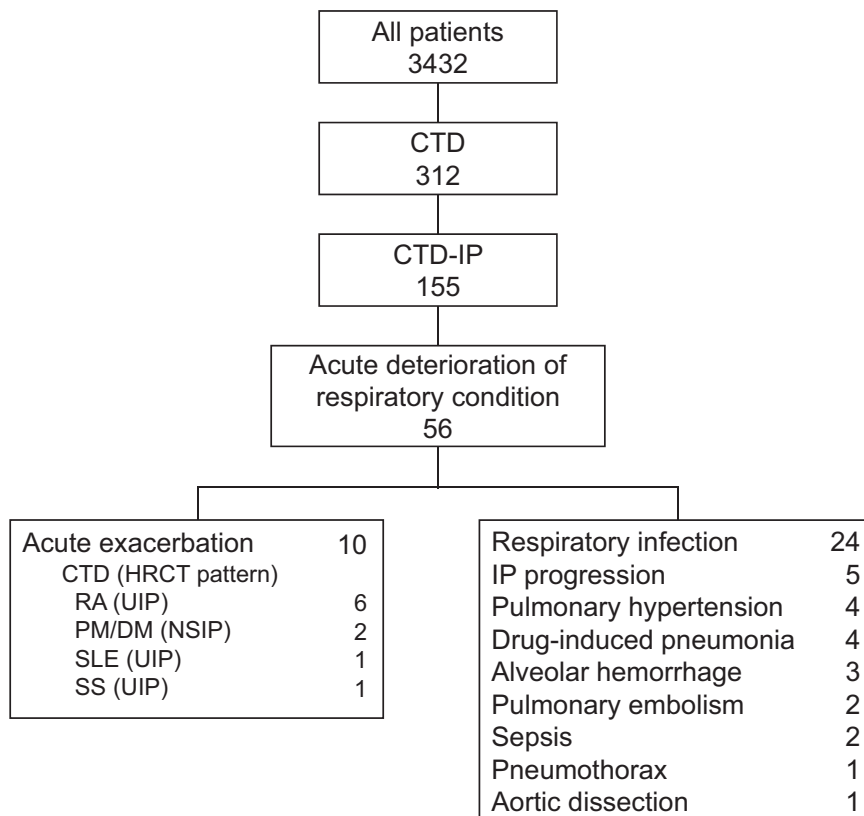 All patients
3432
CTD
312
CTD-IP
155
Acute deterioration of
respiratory condition
56
Acute exacerbation 10
CTD (HRCT pattern)
RA (UIP) 6
PM/DM (NSIP) 2
SLE (UIP) 1
SS (UIP) 1
Respiratory infection 24
IP progression 5
Pulmonary hypertension 4
Drug-induced pneumonia 4
Alveolar hemorrhage 3
Pulmonary embolism 2
Sepsis 2
Pneumothorax 1
Aortic dissection 1